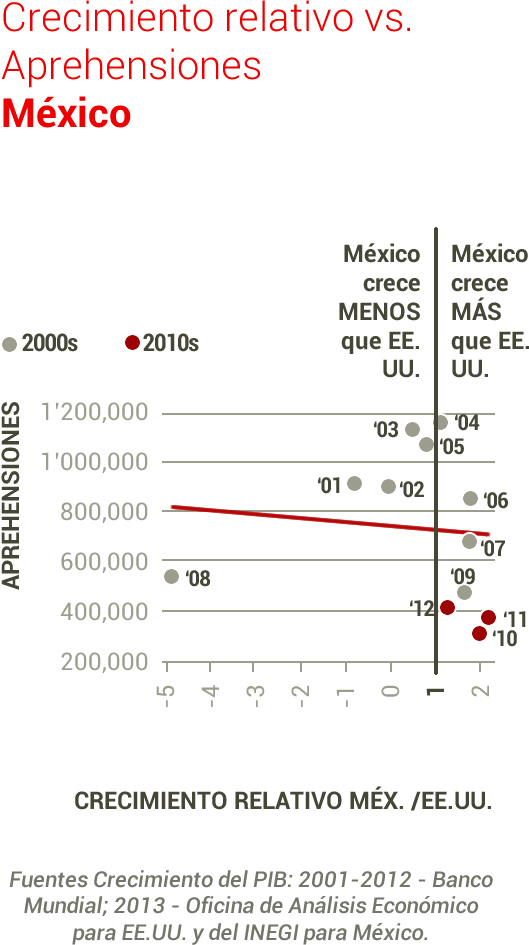 Crecimiento relativo vs.
Aprehensiones
México
México
crece
MENOS
que EE.
UU.
México
crece
MÁS
que EE.
UU.
2000s
2010s
APREHENSIONES
1'200,000
1'000,000
800,000
600,000
400,000
200,000
‘03
‘04
‘05
‘01
‘02
‘06
‘07
‘08
‘09
‘12
‘11
‘10
-5
-4
-3
-2
-1
0
1
2
CRECIMIENTO RELATIVO MÉX. /EE.UU.
Fuentes Crecimiento del PIB: 2001-2012 - Banco
Mundial; 2013 - Oficina de Análisis Económico
para EE.UU. y del INEGI para México.